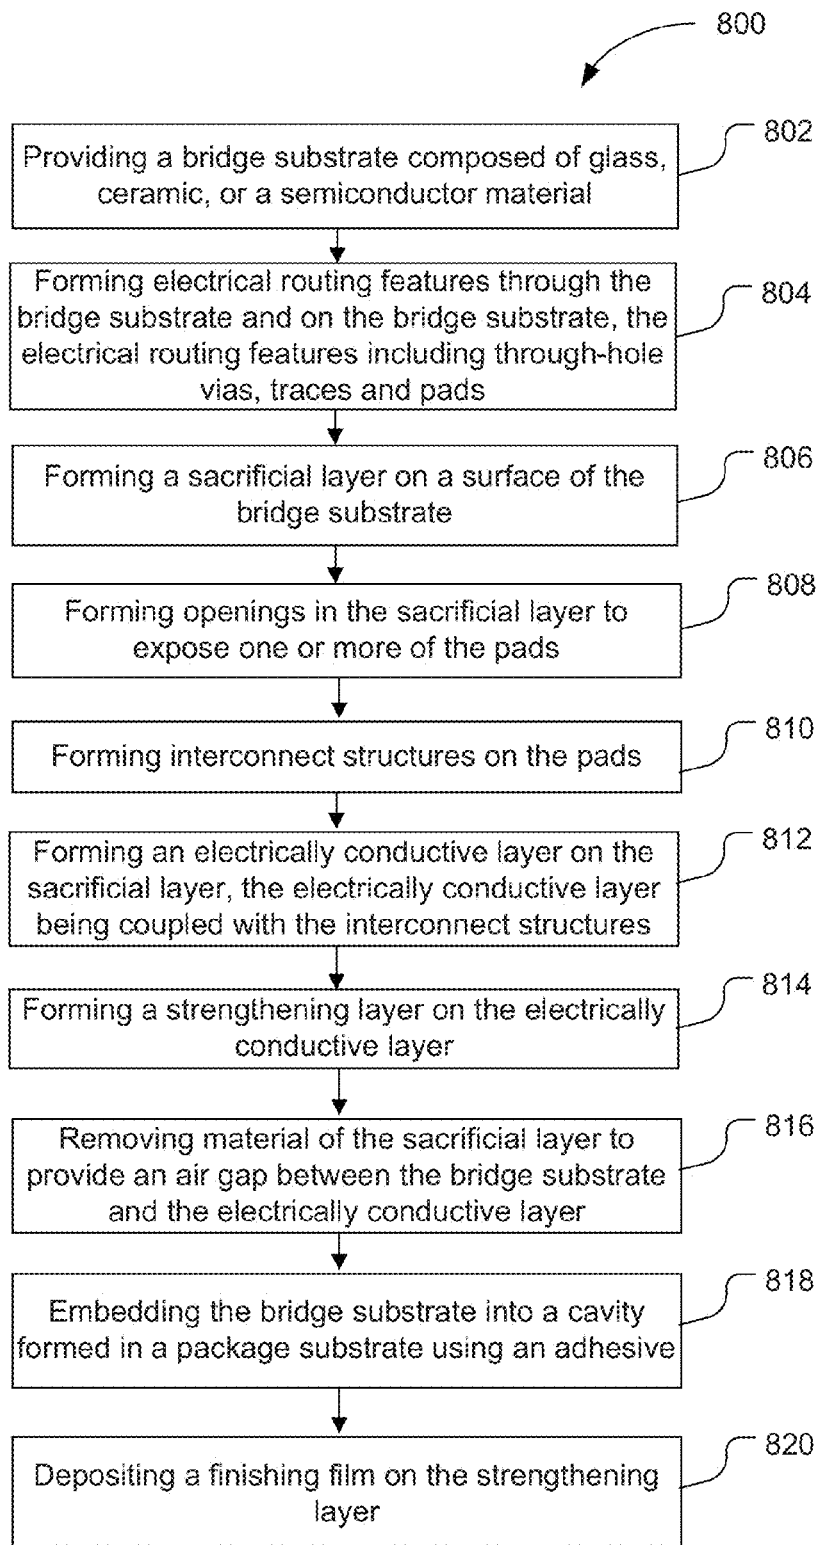 800
802
Providing a bridge substrate composed of glass,
ceramic, or a semiconductor material
804
Forming electrical routing features through the
bridge substrate and on the bridge substrate, the
electrical routing features including through-hole
vias, traces and pads
806
Forming a sacrificial layer on a surface of the
bridge substrate
808
Forming openings in the sacrificial layer to
expose one or more of the pads
810
Forming interconnect structures on the pads
812
Forming an electrically conductive layer on the
sacrificial layer, the electrically conductive layer
being coupled with the interconnect structures
814
Forming a strengthening layer on the electrically
conductive layer
816
Removing material of the sacrificial layer to
provide an air gap between the bridge substrate
and the electrically conductive layer
818
Embedding the bridge substrate into a cavity
formed in a package substrate using an adhesive
820
Depositing a finishing film on the strengthening
layer